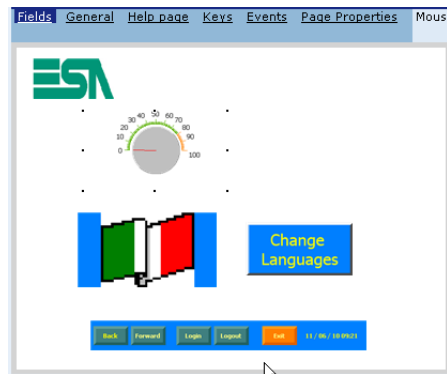 Fields General Help page Keys Events Page Properties Mous
ESA
0 10 20 30 40 50 60 70 80 90 100
Change
Languages
Back Forward Login Logout Exit 11 / 06 / 10 09:21